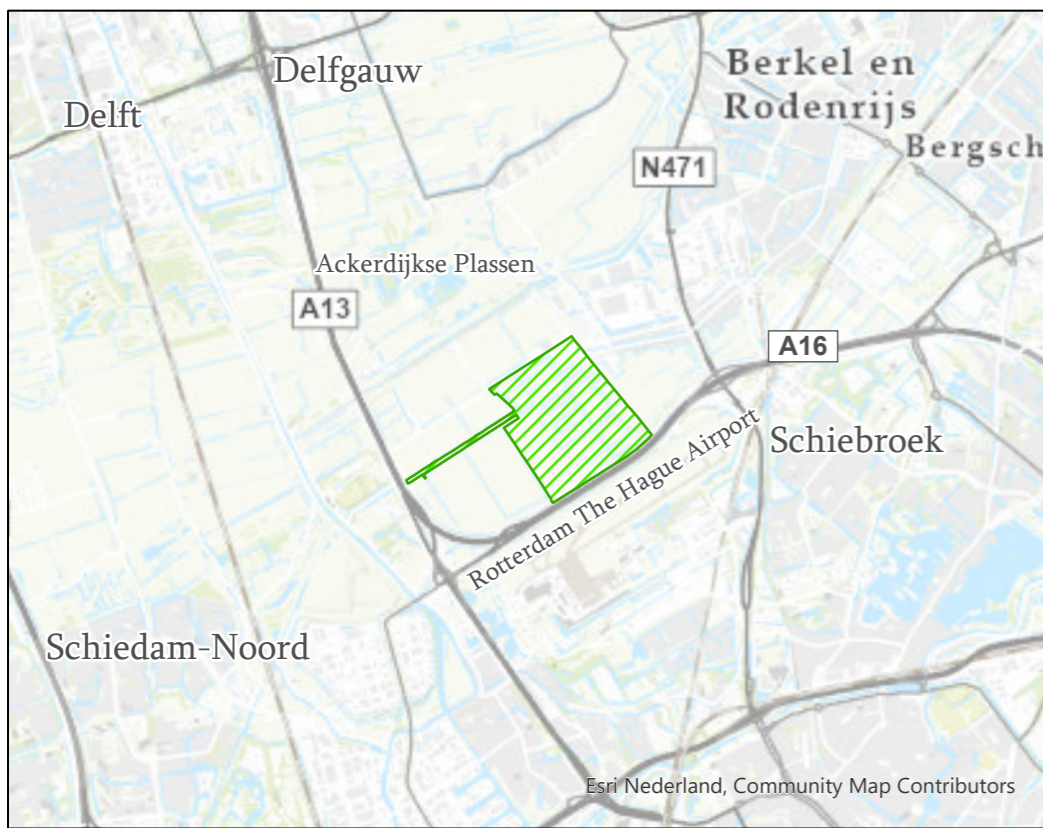 Delfgauw
Berkel en
Rodenrijs
Delft
Bergsch
N471
Ackerdijkse Plassen
A13
A16
Schiebroek
Rotterdam The Hague Airport
Schiedam-Noord
Esri Nederland, Community Map Contributors